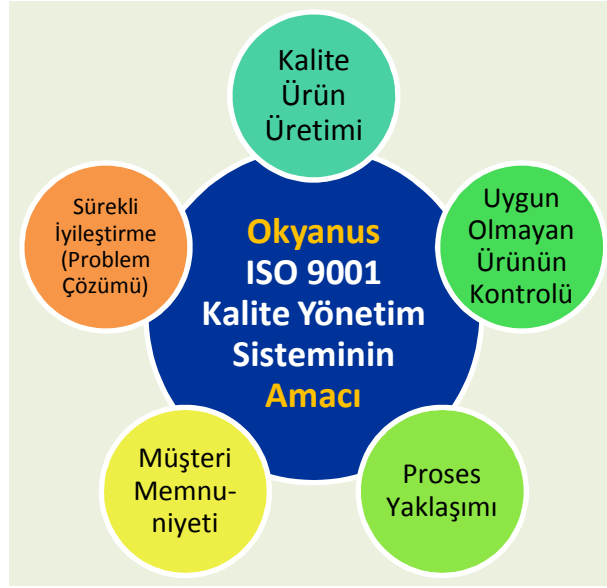 Kalite
Ürün
Üretimi
Uygun
Olmayan
Ürünün
Kontrolü
Proses
Yaklaşımı
Müşteri
Memnu-
niyeti
Sürekli
İyileştirme
(Problem
Çözümü)
Okyanus
ISO 9001
Kalite Yönetim
Sisteminin
Amacı